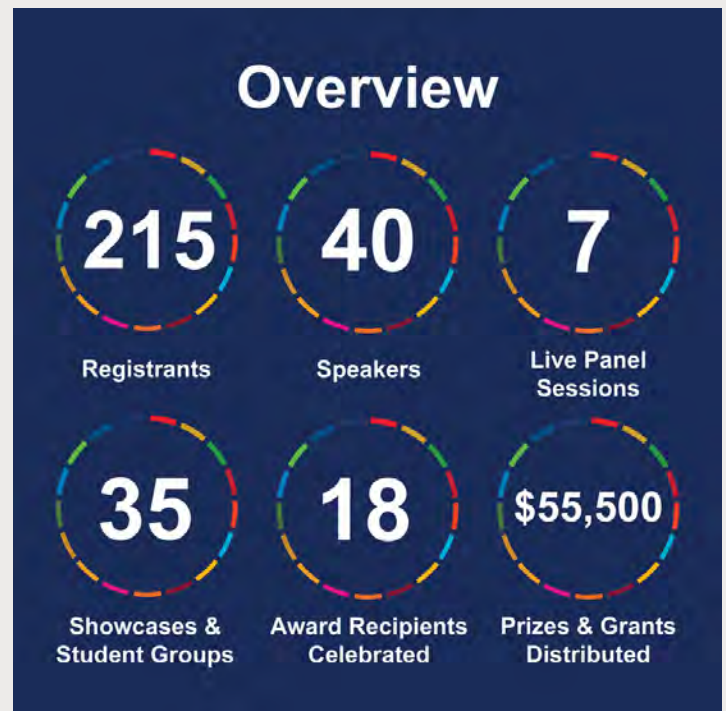 Overview
215
40
7
Registrants
Speakers
Live Panel
Sessions
35
18
$55,500
Showcases &
Student Groups
Award Recipients
Celebrated
Prizes & Grants
Distributed